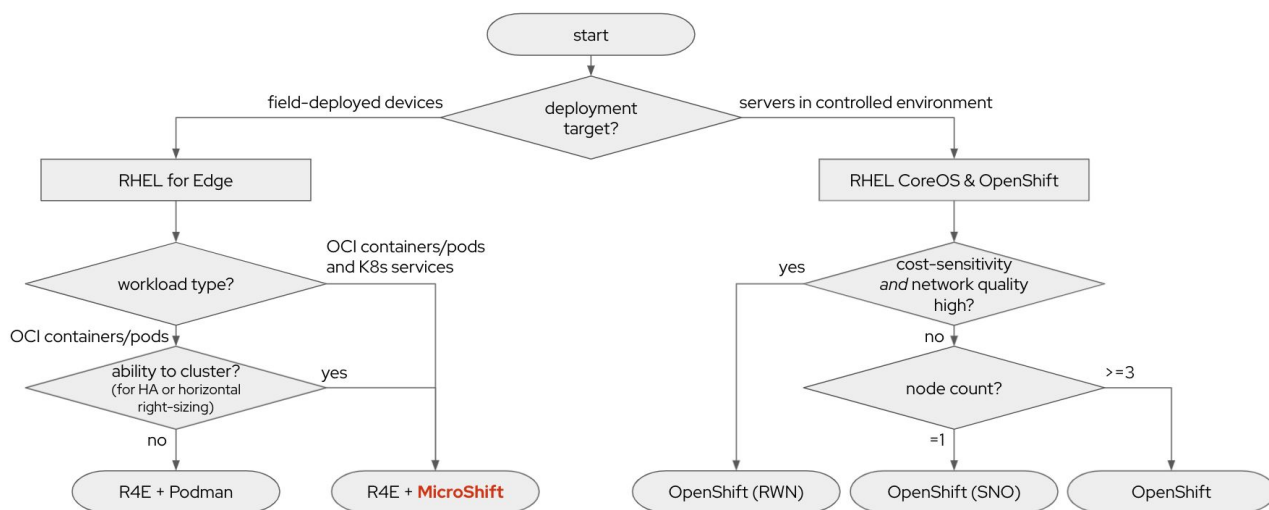 start
field-deployed devices
deployment
target?
servers in controlled environment
RHEL for Edge
RHEL CoreOS & OpenShift
workload type?
OCI containers/pods
and K8s services
yes
cost-sensitivity
and network quality
high?
OCI containers/pods
no
ability to cluster?
(for HA or horizontal
right-sizing)
yes
node count?
>=3
no
=1
R4E + Podman
R4E + MicroShift
OpenShift (RWN)
OpenShift (SNO)
OpenShift